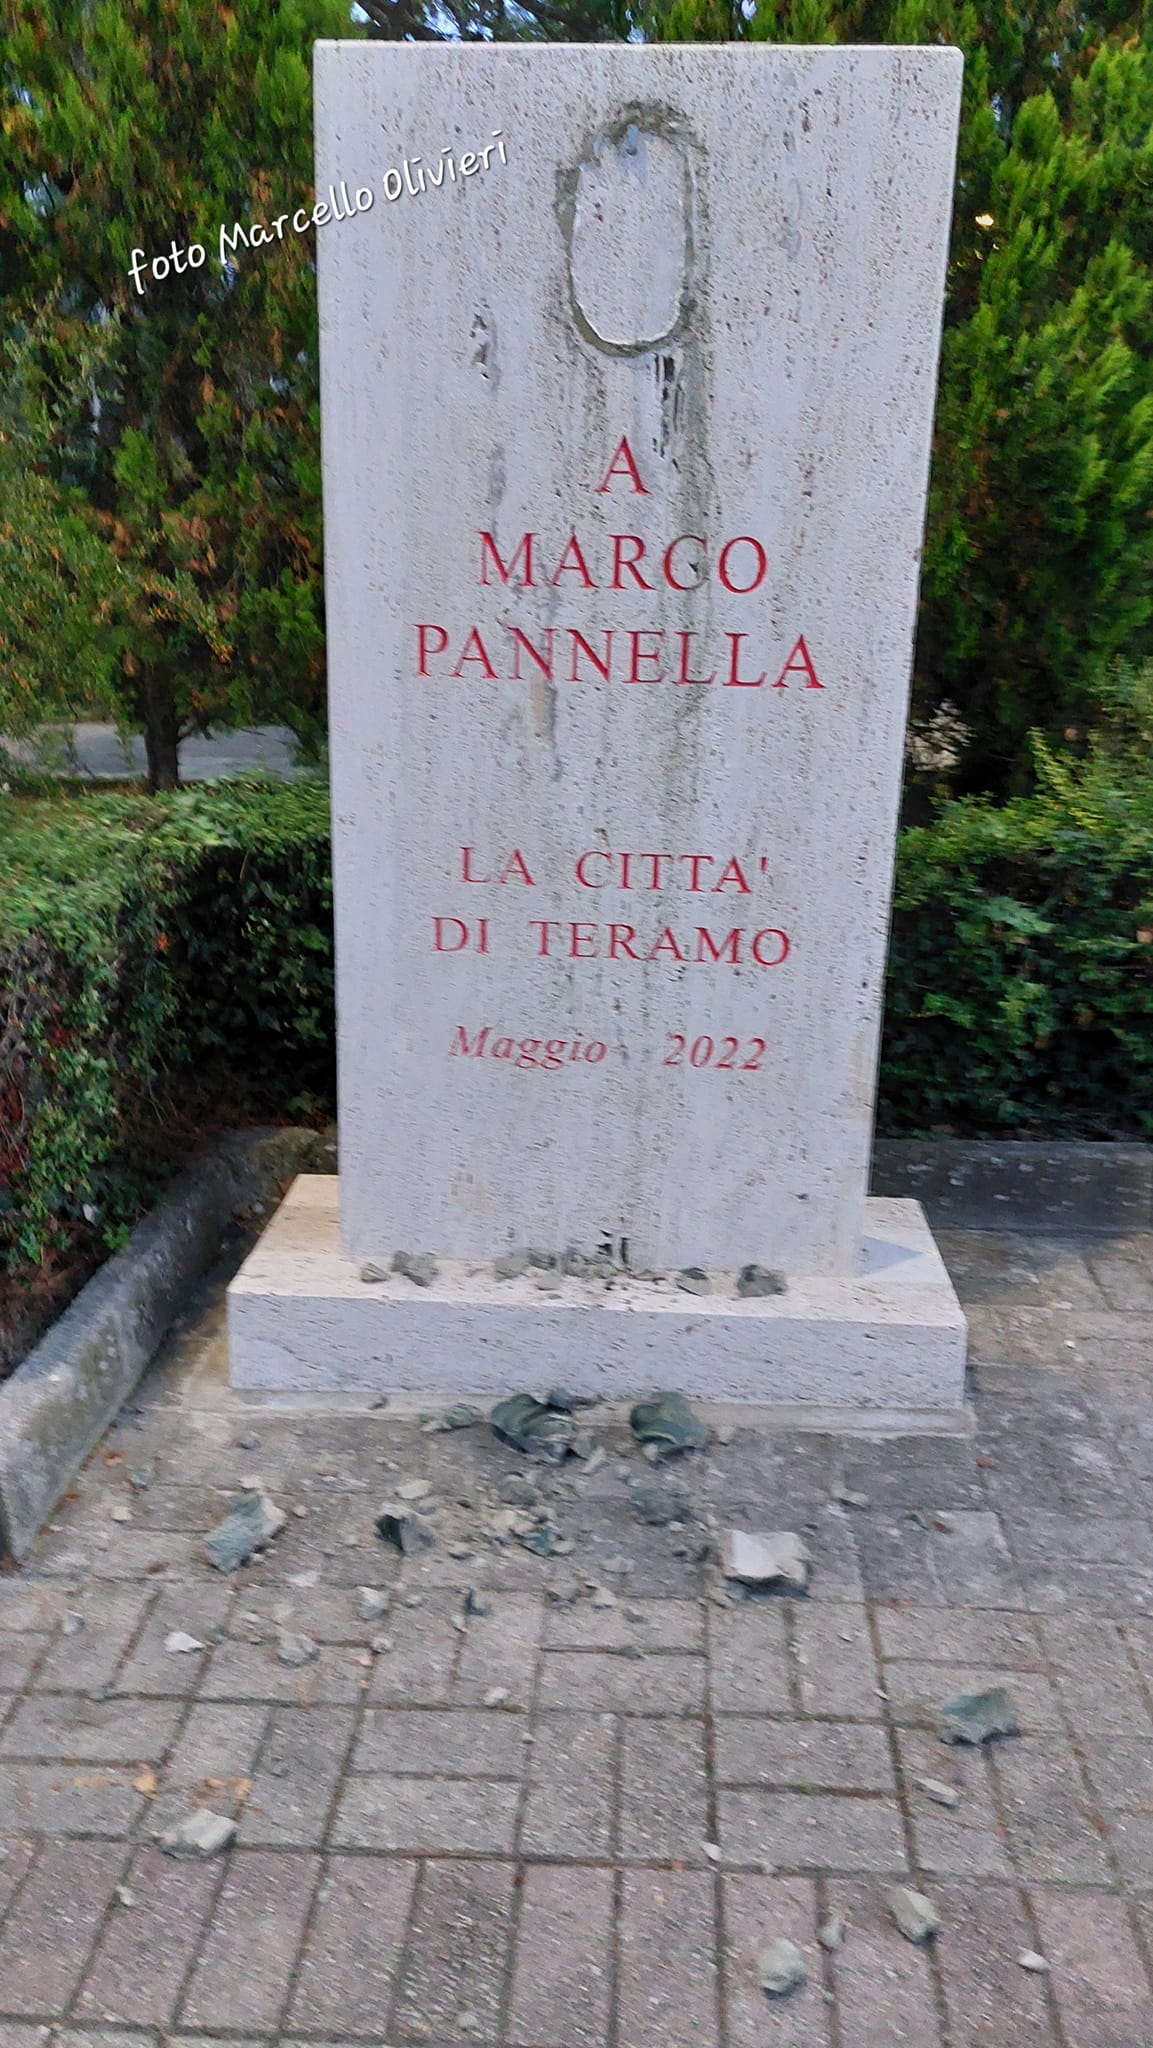 foto Marcello Olivieri
A
MARCO
PANNELLA
LA CITTA'
DI TERAMO
Maggio 2022